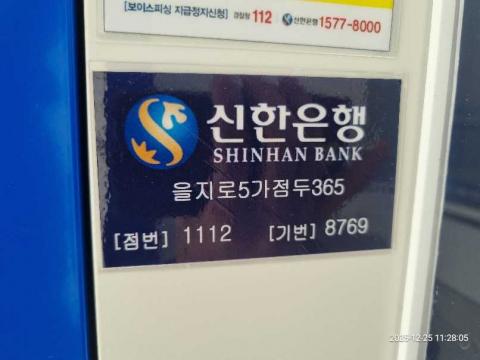 [보이스피싱 지급정지신청] 경찰청 112 | 신한은행 1577-8000
신한은행
SHINHAN BANK
을지로5가점두365
[점번] 1112 [기번] 8769
2025-12-25 11:28:05